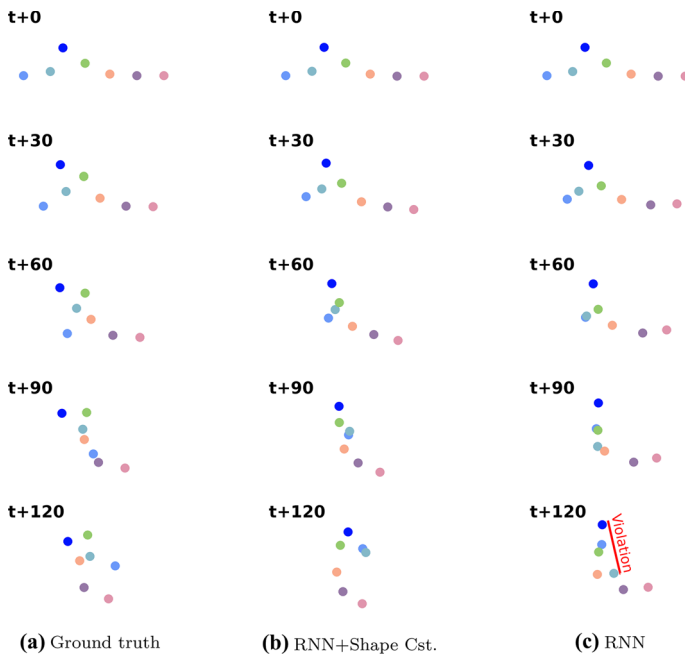 t+0 t+0 t+0
t+30 t+30 t+30
t+60 t+60 t+60
t+90 t+90 t+90
t+120 t+120 t+120
Violation
(a) Ground truth (b) RNN+Shape Cst. (c) RNN